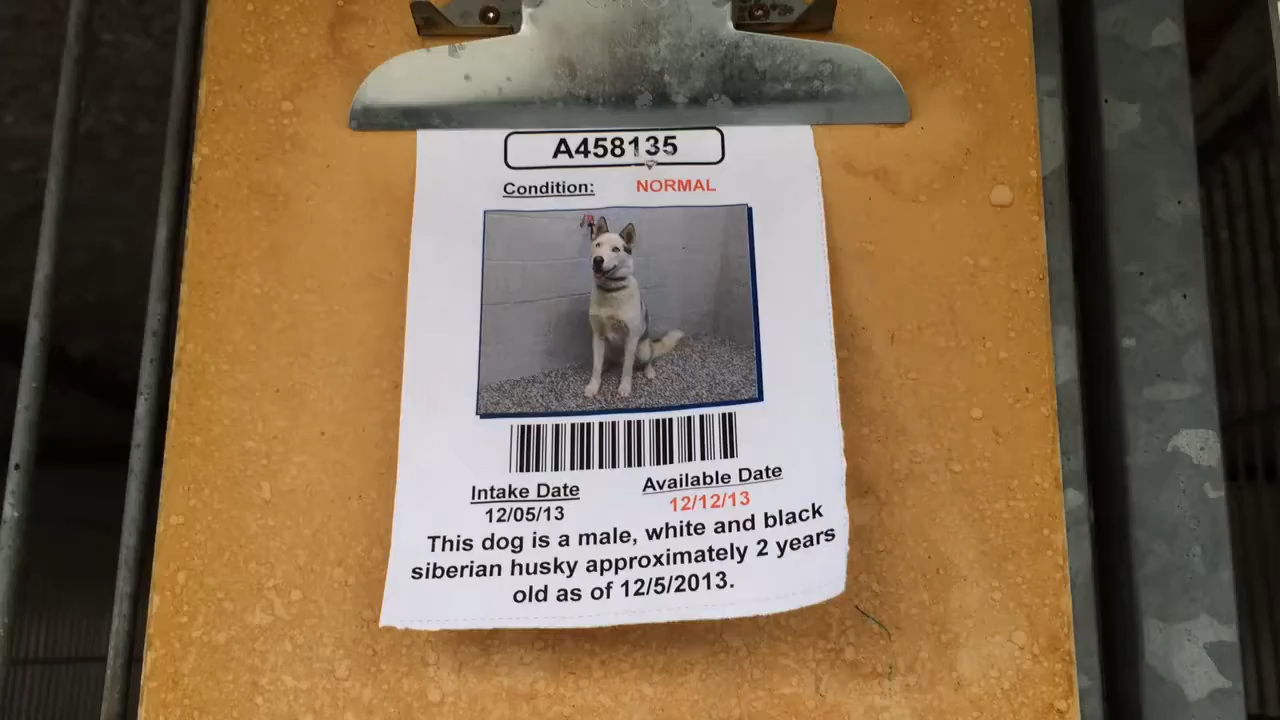 A458135
Condition: NORMAL
Intake Date Available Date
12/05/13 12/12/13
This dog is a male, white and black
siberian husky approximately 2 years
old as of 12/5/2013.